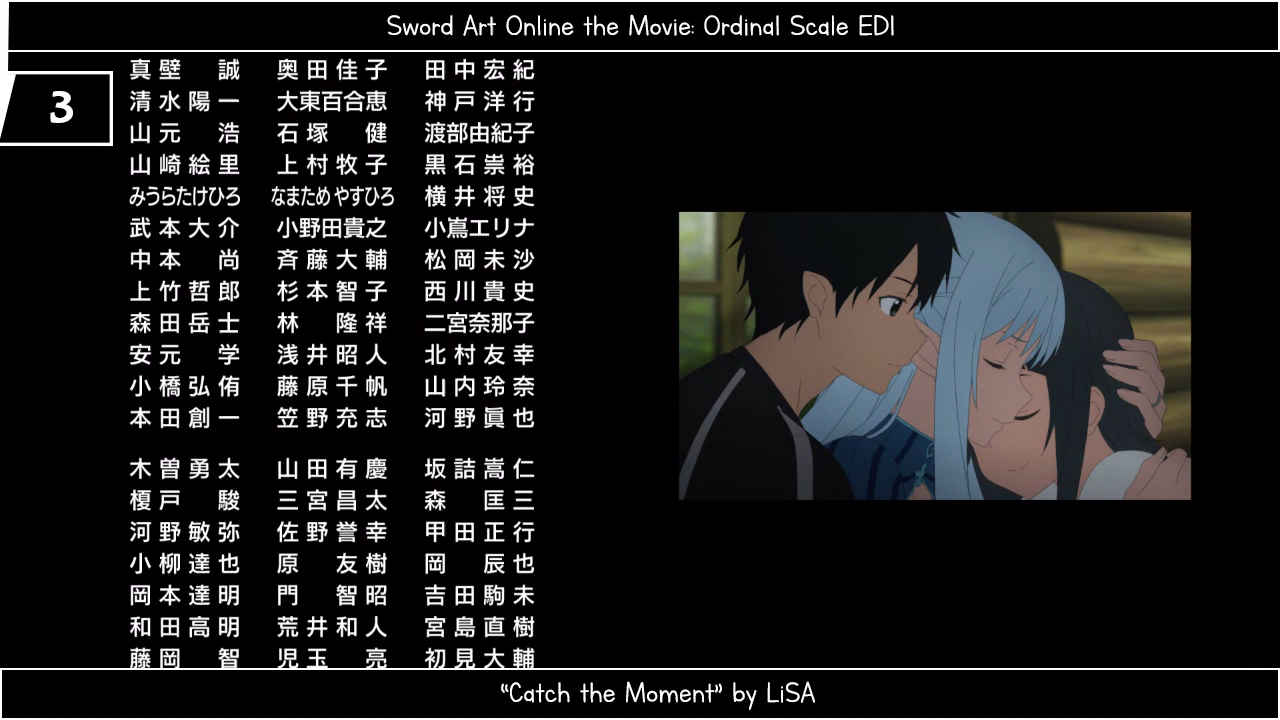 Sword Art Online the Movie: Ordinal Scale ED1
3
真壁 誠 奥田佳子 田中宏紀
清水陽一 大東百合恵 神戸洋行
山元 浩 石塚 健 渡部由紀子
山崎絵里 上村牧子 黒石崇裕
みうらたけひろ なまためやすひろ 横井将史
武本大介 小野田貴之 小嶌エリナ
中本 尚 斉藤大輔 松岡未沙
上竹哲郎 杉本智子 西川貴史
森田岳士 林 隆祥 二宮奈那子
安元 学 浅井昭人 北村友幸
小橋弘侑 藤原千帆 山内玲奈
本田創一 笠野充志 河野眞也
木曽勇太 山田有慶 坂詰嵩仁
榎戸 駿 三宮昌太 森 匡三
河野敏弥 佐野誉幸 甲田正行
小柳達也 原 友樹 岡 辰也
岡本達明 門 智昭 吉田駒未
和田高明 荒井和人 宮島直樹
藤岡 智 児玉 亮 初見大輔
“Catch the Moment” by LiSA